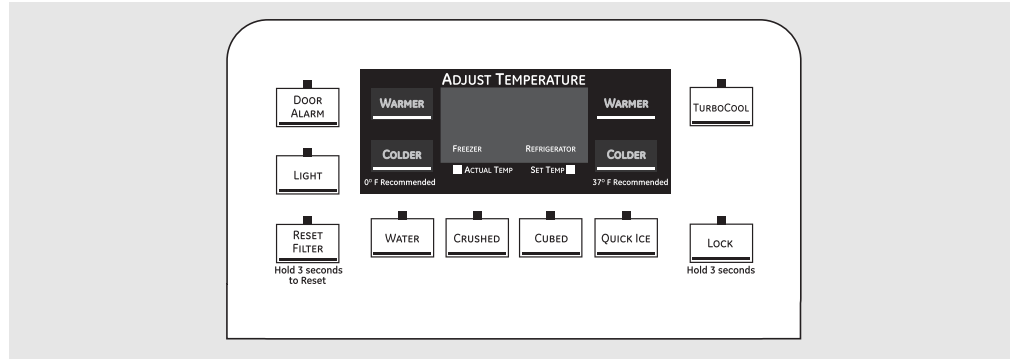 ADJUST TEMPERATURE
DOOR
ALARM
WARMER
WARMER
TURBOCOOL
FREEZER REFRIGERATOR
COLDER
COLDER
ACTUAL TEMP SET TEMP
0° F Recommended
37° F Recommended
LIGHT
RESET
FILTER
Hold 3 seconds
to Reset
WATER
CRUSHED
CUBED
QUICK ICE
LOCK
Hold 3 seconds